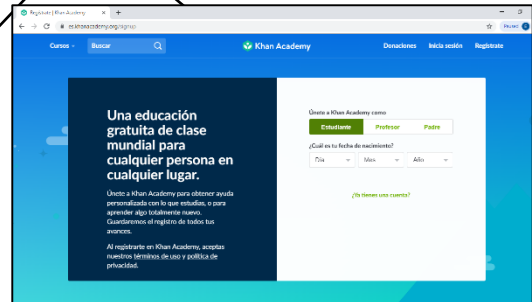 Regístrate | Khan Academy
es.khanacademy.org/signup
Paused
Cursos
Buscar
Khan Academy
Donaciones
Inicia sesión
Regístrate
Una educación
gratuita de clase
mundial para
cualquier persona en
cualquier lugar.
Únete a Khan Academy para obtener ayuda
personalizada con lo que estudias, o para
aprender algo totalmente nuevo.
Guardaremos el registro de todos tus
avances.
Al registrarte en Khan Academy, aceptas
nuestros términos de uso y política de
privacidad.
Únete a Khan Academy como
Estudiante
Profesor
Padre
¿Cuál es tu fecha de nacimiento?
Día
Mes
Año
¿Ya tienes una cuenta?